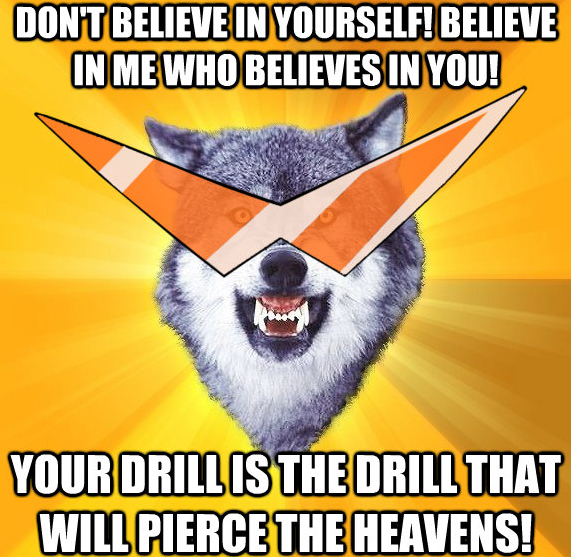 DON'T BELIEVE IN YOURSELF! BELIEVE
IN ME WHO BELIEVES IN YOU!
YOUR DRILL IS THE DRILL THAT
WILL PIERCE THE HEAVENS!